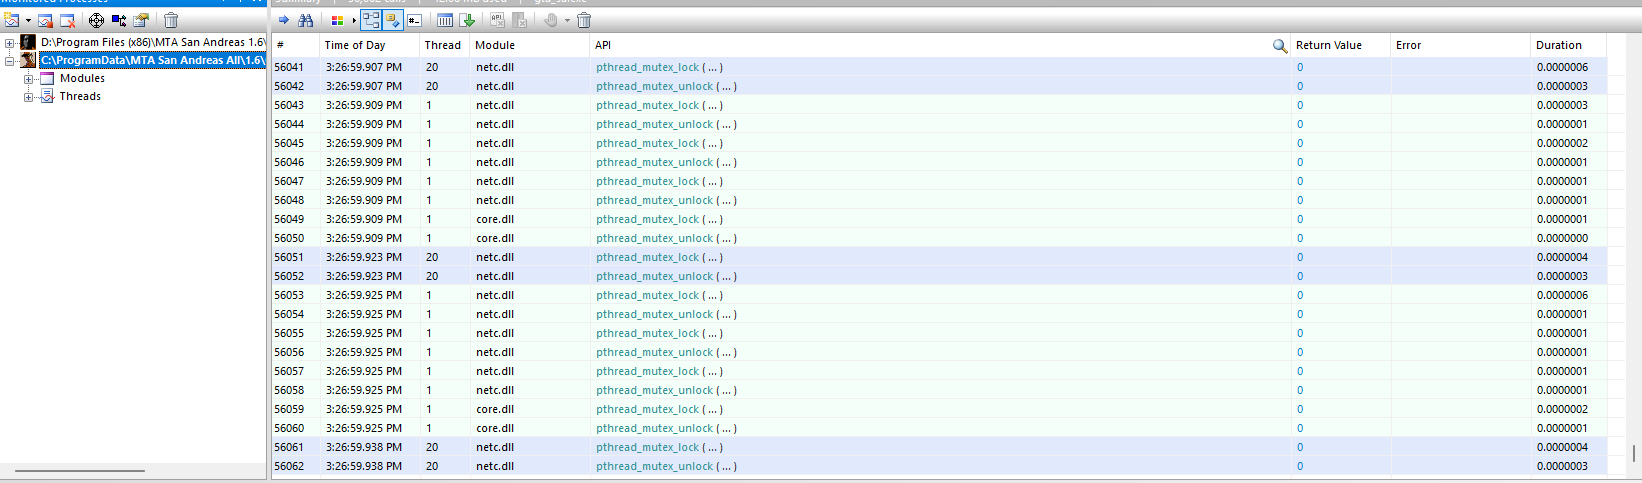 D:\Program Files (x86)\MTA San Andreas 1.6\
C:\ProgramData\MTA San Andreas All\1.6\
Modules
Threads
# Time of Day Thread Module API Return Value Error Duration
56041 3:26:59.907 PM 20 netc.dll pthread_mutex_lock ( ... ) 0 0.0000006
56042 3:26:59.907 PM 20 netc.dll pthread_mutex_unlock ( ... ) 0 0.0000003
56043 3:26:59.909 PM 1 netc.dll pthread_mutex_lock ( ... ) 0 0.0000003
56044 3:26:59.909 PM 1 netc.dll pthread_mutex_unlock ( ... ) 0 0.0000001
56045 3:26:59.909 PM 1 netc.dll pthread_mutex_lock ( ... ) 0 0.0000002
56046 3:26:59.909 PM 1 netc.dll pthread_mutex_unlock ( ... ) 0 0.0000001
56047 3:26:59.909 PM 1 netc.dll pthread_mutex_lock ( ... ) 0 0.0000001
56048 3:26:59.909 PM 1 netc.dll pthread_mutex_unlock ( ... ) 0 0.0000001
56049 3:26:59.909 PM 1 core.dll pthread_mutex_lock ( ... ) 0 0.0000001
56050 3:26:59.909 PM 1 core.dll pthread_mutex_unlock ( ... ) 0 0.0000000
56051 3:26:59.923 PM 20 netc.dll pthread_mutex_lock ( ... ) 0 0.0000004
56052 3:26:59.923 PM 20 netc.dll pthread_mutex_unlock ( ... ) 0 0.0000003
56053 3:26:59.925 PM 1 netc.dll pthread_mutex_lock ( ... ) 0 0.0000006
56054 3:26:59.925 PM 1 netc.dll pthread_mutex_unlock ( ... ) 0 0.0000001
56055 3:26:59.925 PM 1 netc.dll pthread_mutex_lock ( ... ) 0 0.0000001
56056 3:26:59.925 PM 1 netc.dll pthread_mutex_unlock ( ... ) 0 0.0000001
56057 3:26:59.925 PM 1 netc.dll pthread_mutex_lock ( ... ) 0 0.0000001
56058 3:26:59.925 PM 1 netc.dll pthread_mutex_unlock ( ... ) 0 0.0000001
56059 3:26:59.925 PM 1 core.dll pthread_mutex_lock ( ... ) 0 0.0000002
56060 3:26:59.925 PM 1 core.dll pthread_mutex_unlock ( ... ) 0 0.0000001
56061 3:26:59.938 PM 20 netc.dll pthread_mutex_lock ( ... ) 0 0.0000004
56062 3:26:59.938 PM 20 netc.dll pthread_mutex_unlock ( ... ) 0 0.0000003